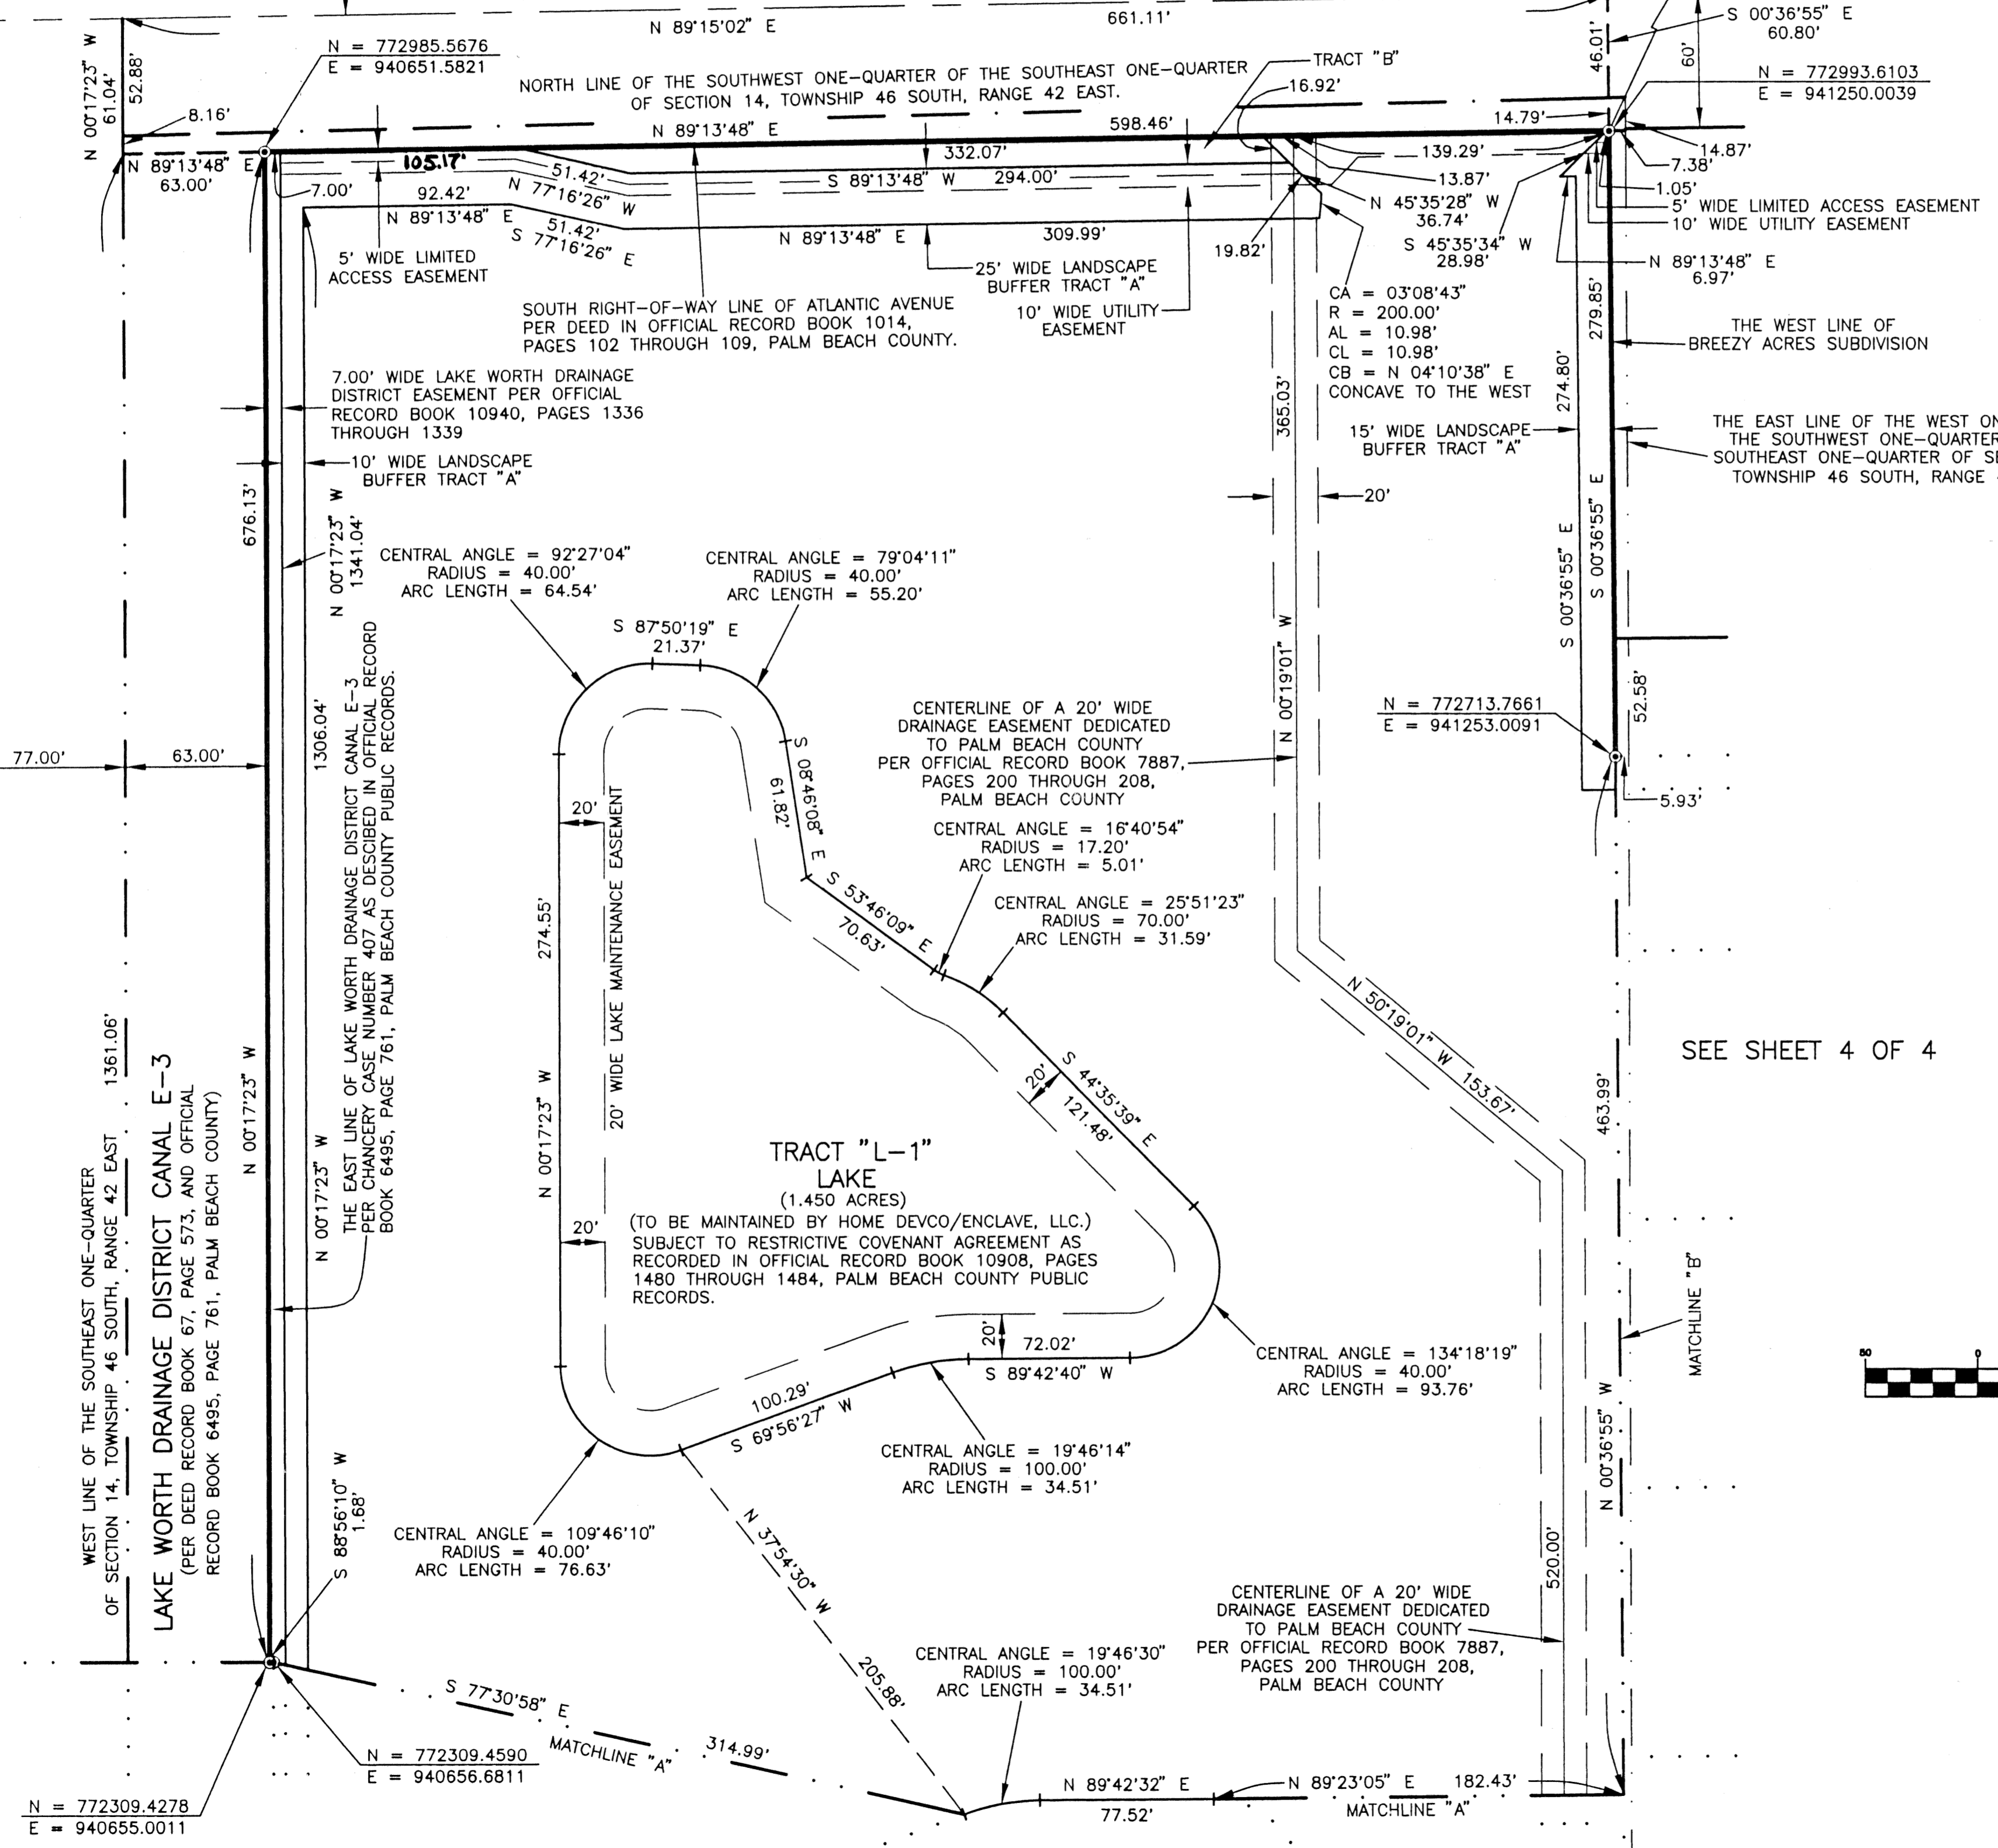 N 89°15'02" E
661.11'
S 00°36'55" E
60.80'
46.01'
60'
N 00°17'23" W
61.04'
52.88'
8.16'
N = 772985.5676
E = 940651.5821
NORTH LINE OF THE SOUTHWEST ONE-QUARTER OF THE SOUTHEAST ONE-QUARTER
OF SECTION 14, TOWNSHIP 46 SOUTH, RANGE 42 EAST.
TRACT "B"
16.92'
N = 772993.6103
E = 941250.0039
N 89°13'48" E
598.46'
14.79'
N 89°13'48" E
63.00'
7.00'
105.17'
92.42'
N 89°13'48" E
51.42'
N 77°16'26" W
51.42'
S 77°16'26" E
332.07'
S 89°13'48" W 294.00'
N 89°13'48" E
309.99'
139.29'
13.87'
14.87'
7.38'
1.05'
N 45°35'28" W
36.74'
19.82'
S 45°35'34" W
28.98'
5' WIDE LIMITED ACCESS EASEMENT
10' WIDE UTILITY EASEMENT
N 89°13'48" E
6.97'
5' WIDE LIMITED
ACCESS EASEMENT
25' WIDE LANDSCAPE
BUFFER TRACT "A"
10' WIDE UTILITY
EASEMENT
SOUTH RIGHT-OF-WAY LINE OF ATLANTIC AVENUE
PER DEED IN OFFICIAL RECORD BOOK 1014,
PAGES 102 THROUGH 109, PALM BEACH COUNTY.
CA = 03°08'43"
R = 200.00'
AL = 10.98'
CL = 10.98'
CB = N 04°10'38" E
CONCAVE TO THE WEST
279.85'
274.80'
THE WEST LINE OF
BREEZY ACRES SUBDIVISION
7.00' WIDE LAKE WORTH DRAINAGE
DISTRICT EASEMENT PER OFFICIAL
RECORD BOOK 10940, PAGES 1336
THROUGH 1339
10' WIDE LANDSCAPE
BUFFER TRACT "A"
365.03'
15' WIDE LANDSCAPE
BUFFER TRACT "A"
20'
THE EAST LINE OF THE WEST ON
THE SOUTHWEST ONE-QUARTER
SOUTHEAST ONE-QUARTER OF SE
TOWNSHIP 46 SOUTH, RANGE
S 00°36'55" E
S 00°36'55" E
676.13'
N 00°17'23" W
1341.04'
CENTRAL ANGLE = 92°27'04"
RADIUS = 40.00'
ARC LENGTH = 64.54'
CENTRAL ANGLE = 79°04'11"
RADIUS = 40.00'
ARC LENGTH = 55.20'
S 87°50'19" E
21.37'
N 00°19'01" W
1306.04'
THE EAST LINE OF LAKE WORTH DRAINAGE DISTRICT CANAL E-3
PER CHANCERY CASE NUMBER 407 AS DESCIBED IN OFFICIAL RECORD
BOOK 6495, PAGE 761, PALM BEACH COUNTY PUBLIC RECORDS.
77.00'
63.00'
20'
S 08°46'08" E
61.82'
CENTERLINE OF A 20' WIDE
DRAINAGE EASEMENT DEDICATED
TO PALM BEACH COUNTY
PER OFFICIAL RECORD BOOK 7887,
PAGES 200 THROUGH 208,
PALM BEACH COUNTY
N = 772713.7661
E = 941253.0091
52.58'
5.93'
CENTRAL ANGLE = 16°40'54"
RADIUS = 17.20'
ARC LENGTH = 5.01'
CENTRAL ANGLE = 25°51'23"
RADIUS = 70.00'
ARC LENGTH = 31.59'
S 53°46'09" E
70.63'
274.55'
20' WIDE LAKE MAINTENANCE EASEMENT
N 00°17'23" W
N 50°19'01" W 153.67'
SEE SHEET 4 OF 4
S 44°35'39" E
121.48'
20'
463.99'
WEST LINE OF THE SOUTHEAST ONE-QUARTER
OF SECTION 14, TOWNSHIP 46 SOUTH, RANGE 42 EAST 1361.06'
LAKE WORTH DRAINAGE DISTRICT CANAL E-3
(PER DEED RECORD BOOK 67, PAGE 573, AND OFFICIAL
RECORD BOOK 6495, PAGE 761, PALM BEACH COUNTY)
N 00°17'23" W
N 00°17'23" W
TRACT "L-1"
LAKE
(1.450 ACRES)
(TO BE MAINTAINED BY HOME DEVCO/ENCLAVE, LLC.)
SUBJECT TO RESTRICTIVE COVENANT AGREEMENT AS
RECORDED IN OFFICIAL RECORD BOOK 10908, PAGES
1480 THROUGH 1484, PALM BEACH COUNTY PUBLIC
RECORDS.
20'
20'
72.02'
S 89°42'40" W
CENTRAL ANGLE = 134°18'19"
RADIUS = 40.00'
ARC LENGTH = 93.76'
MATCHLINE "B"
50
0
100.29'
S 69°56'27" W
CENTRAL ANGLE = 19°46'14"
RADIUS = 100.00'
ARC LENGTH = 34.51'
N 00°36'55" W
S 88°56'10" W
1.68'
CENTRAL ANGLE = 109°46'10"
RADIUS = 40.00'
ARC LENGTH = 76.63'
N 37°54'30" W
205.88'
520.00'
CENTERLINE OF A 20' WIDE
DRAINAGE EASEMENT DEDICATED
TO PALM BEACH COUNTY
PER OFFICIAL RECORD BOOK 7887,
PAGES 200 THROUGH 208,
PALM BEACH COUNTY
CENTRAL ANGLE = 19°46'30"
RADIUS = 100.00'
ARC LENGTH = 34.51'
S 77°30'58" E
314.99'
MATCHLINE "A"
N = 772309.4590
E = 940656.6811
N = 772309.4278
E = 940655.0011
N 89°42'32" E
77.52'
N 89°23'05" E 182.43'
MATCHLINE "A"